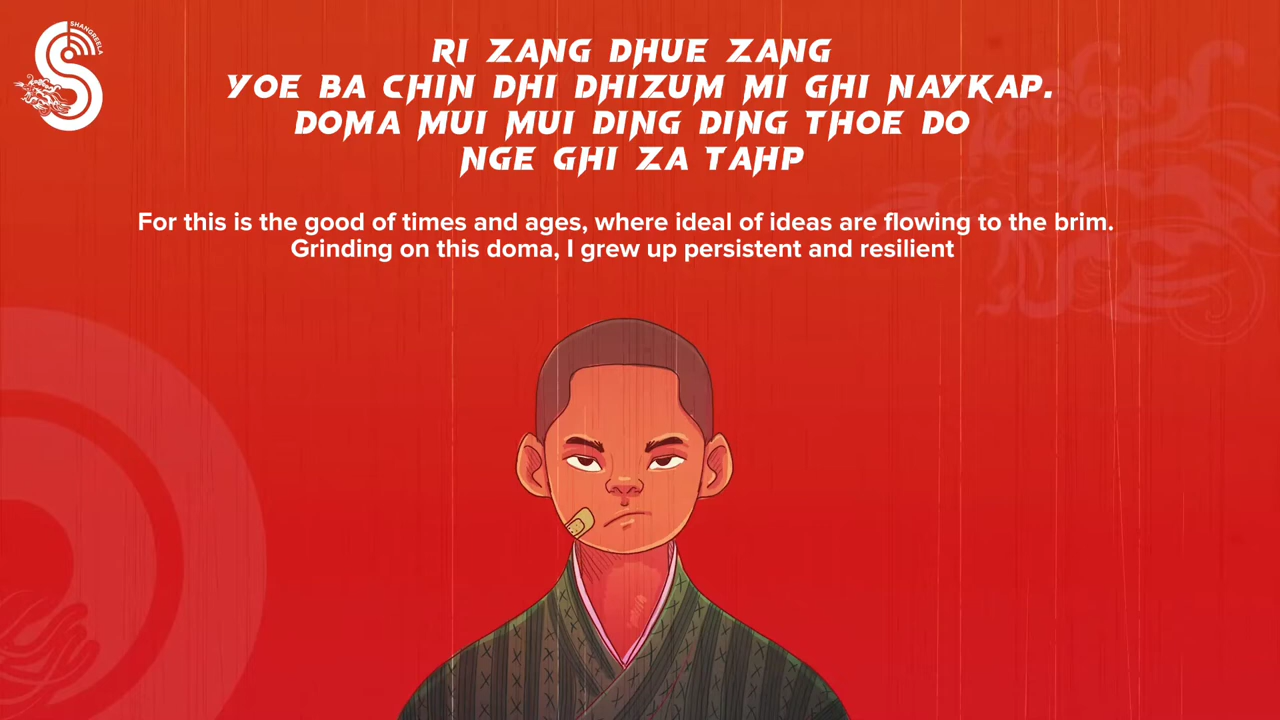 SHANGREELA
RI ZANG DHUE ZANG
YOE BA CHIN DHI DHIZUM MI GHI NAYKAP.
DOMA MUI MUI DING DING THOE DO
NGE GHI ZA TAHP
For this is the good of times and ages, where ideal of ideas are flowing to the brim.
Grinding on this doma, I grew up persistent and resilient